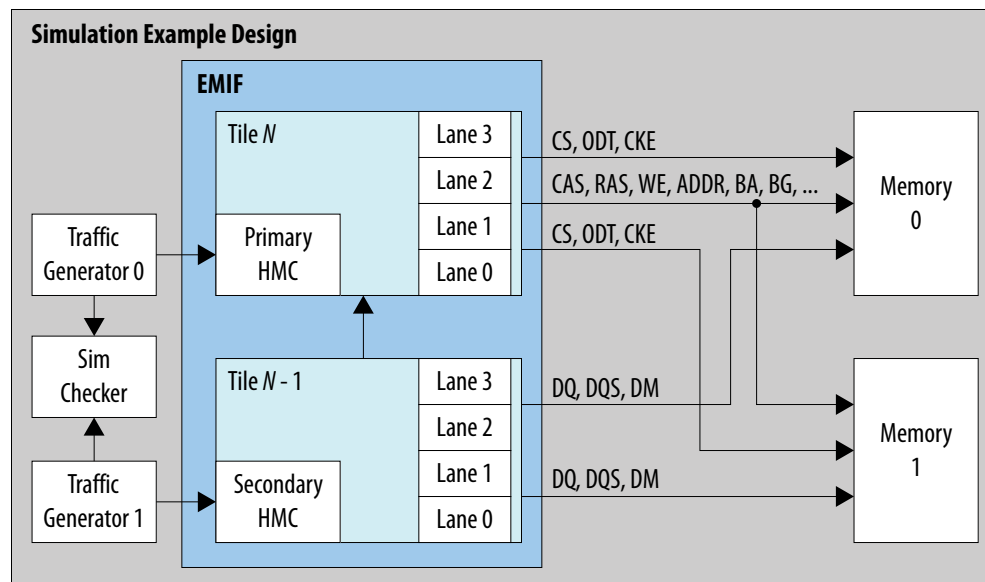 Simulation Example Design
EMIF
Tile N
Lane 3
Lane 2
Lane 1
Lane 0
Primary
HMC
CS, ODT, CKE
CAS, RAS, WE, ADDR, BA, BG, ...
CS, ODT, CKE
Memory
0
Traffic
Generator 0
Sim
Checker
Traffic
Generator 1
Tile N - 1
Lane 3
Lane 2
Lane 1
Lane 0
Secondary
HMC
DQ, DQS, DM
DQ, DQS, DM
Memory
1